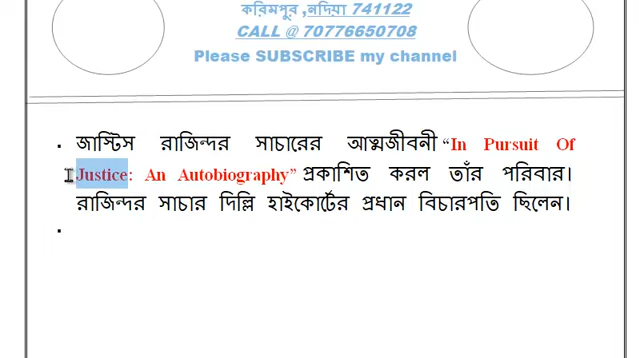 করিমপুর ,নদিয়া 741122
CALL @ 70776650708
Please SUBSCRIBE my channel
জাস্টিস রাজিন্দর সাচারের আত্মজীবনী “In Pursuit Of
Justice: An Autobiography” প্রকাশিত করল তাঁর পরিবার।
রাজিন্দর সাচার দিল্লি হাইকোর্টের প্রধান বিচারপতি ছিলেন।